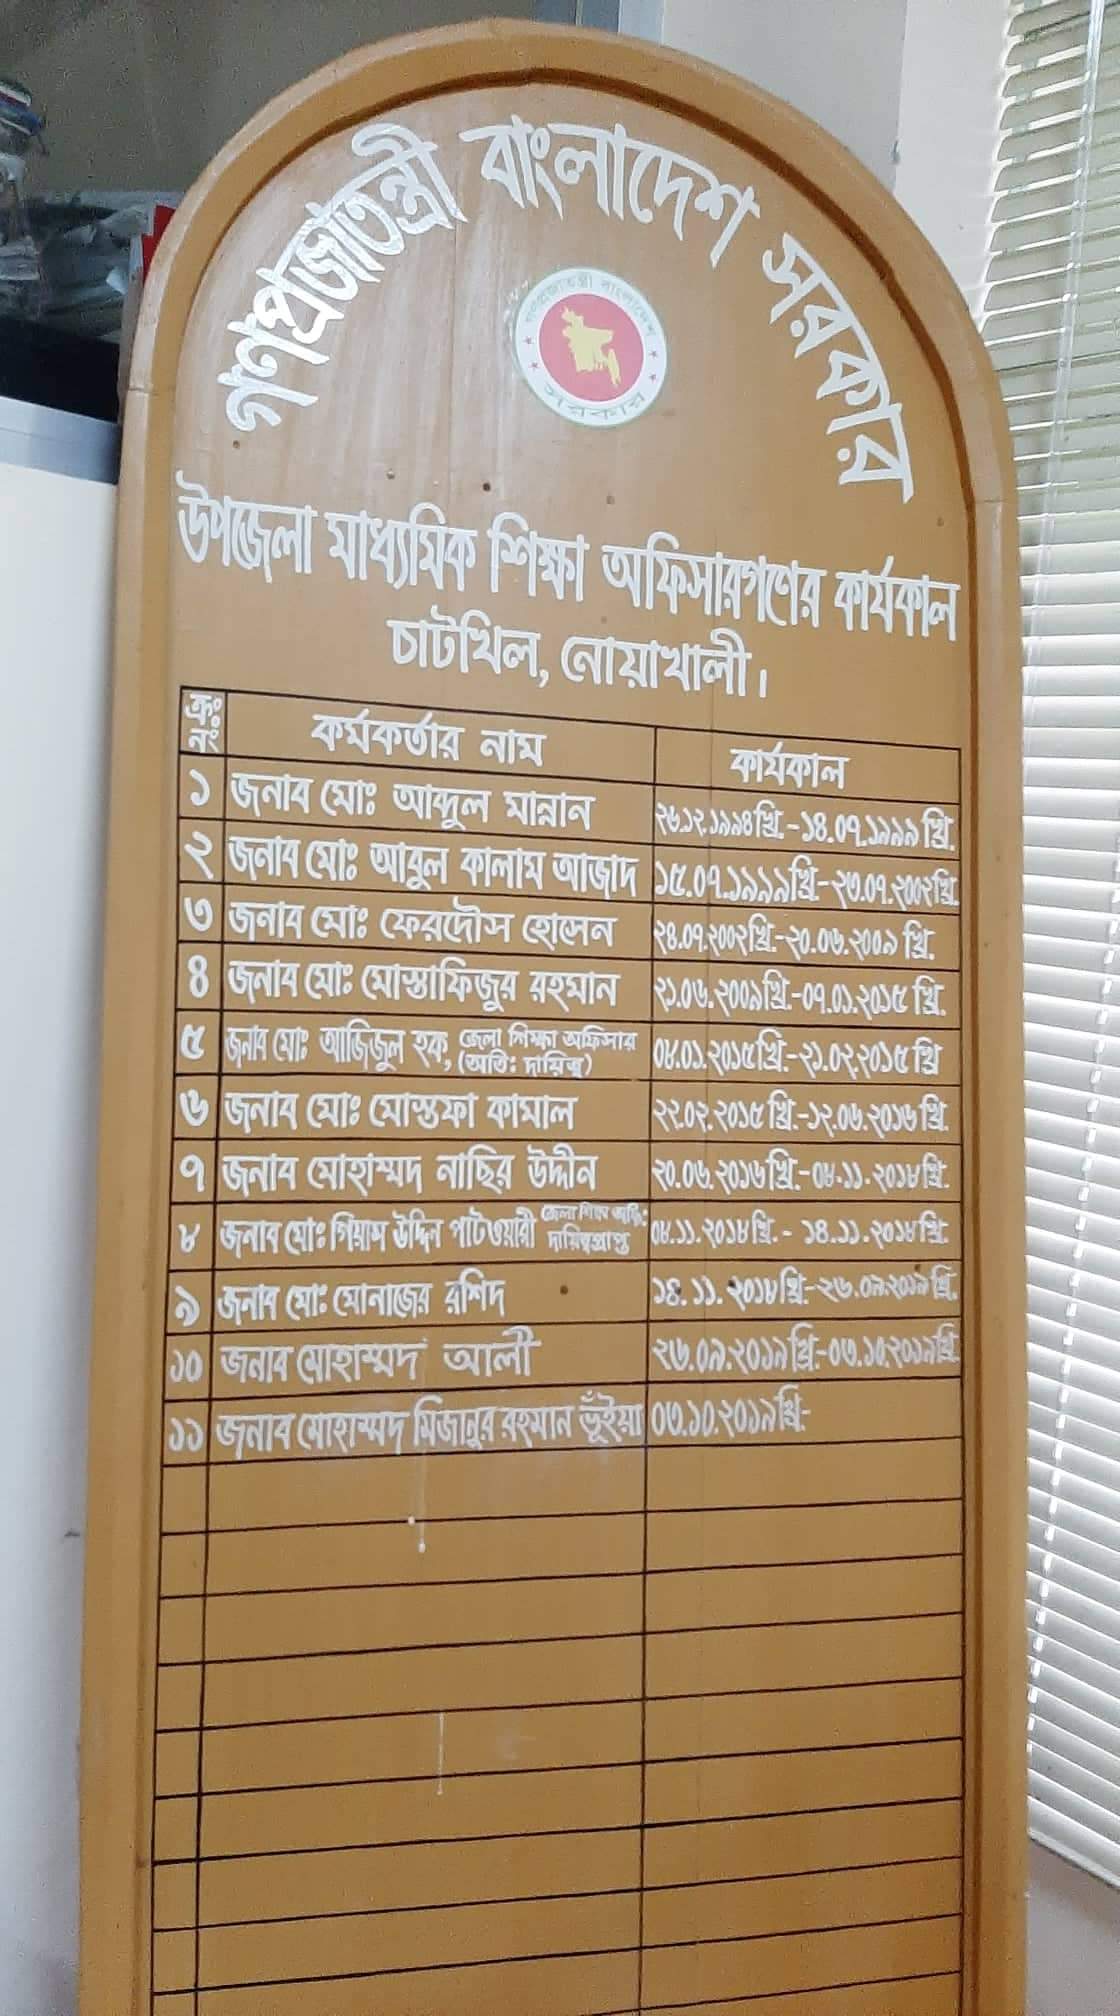 গণপ্রজাতন্ত্রী বাংলাদেশ সরকার
গণপ্রজাতন্ত্রী বাংলাদেশ
সরকার
উপজেলা মাধ্যমিক শিক্ষা অফিসারগণের কার্যকাল
চাটখিল, নোয়াখালী।
ক্রঃ নং কর্মকর্তার নাম কার্যকাল
১ জনাব মোঃ আব্দুল মান্নান ২৬.১২.১৯৯৪খ্রি.-১৪.০৭.১৯৯৯ খ্রি.
২ জনাব মোঃ আবুল কালাম আজাদ ১৫.০৭.১৯৯৯খ্রি.-২৩.০৭.২০০২খ্রি.
৩ জনাব মোঃ ফেরদৌস হোসেন ২৪.০৭.২০০২খ্রি.-২০.০৬.২০০৯ খ্রি.
৪ জনাব মোঃ মোস্তাফিজুর রহমান ২১.০৬.২০০৯খ্রি.-০৭.০১.২০১৫ খ্রি.
৫ জনাব মোঃ আজিজুল হক, জেলা শিক্ষা অফিসার (অতি: দায়িত্ব) ০৮.০১.২০১৫খ্রি.-২১.০২.২০১৫ খ্রি
৬ জনাব মোঃ মোস্তফা কামাল ২২.০২.২০১৫ খ্রি.-১২.০৬.২০১৬ খ্রি.
৭ জনাব মোহাম্মদ নাছির উদ্দীন ২০.০৬.২০১৬খ্রি.-০৮.১১.২০১৮খ্রি.
৮ জনাব মোঃ গিয়াস উদ্দিন পাটওয়ারী জেলা শিক্ষা দায়িত্বপ্রাপ্ত ০৮.১১.২০১৮খ্রি.- ১৪.১১.২০১৮খ্রি.
৯ জনাব মোঃ মোনাজের রশিদ ১৪.১১.২০১৮খ্রি.-২৬.০৯.২০১৯খ্রি.
১০ জনাব মোহাম্মদ আলী ২৬.০৯.২০১৯খ্রি.-০৩.১০.২০১৯খ্রি
১১ জনাব মোহাম্মদ মিজানুর রহমান ভূঁইয়া ০৩.১০.২০১৯খ্রি:-